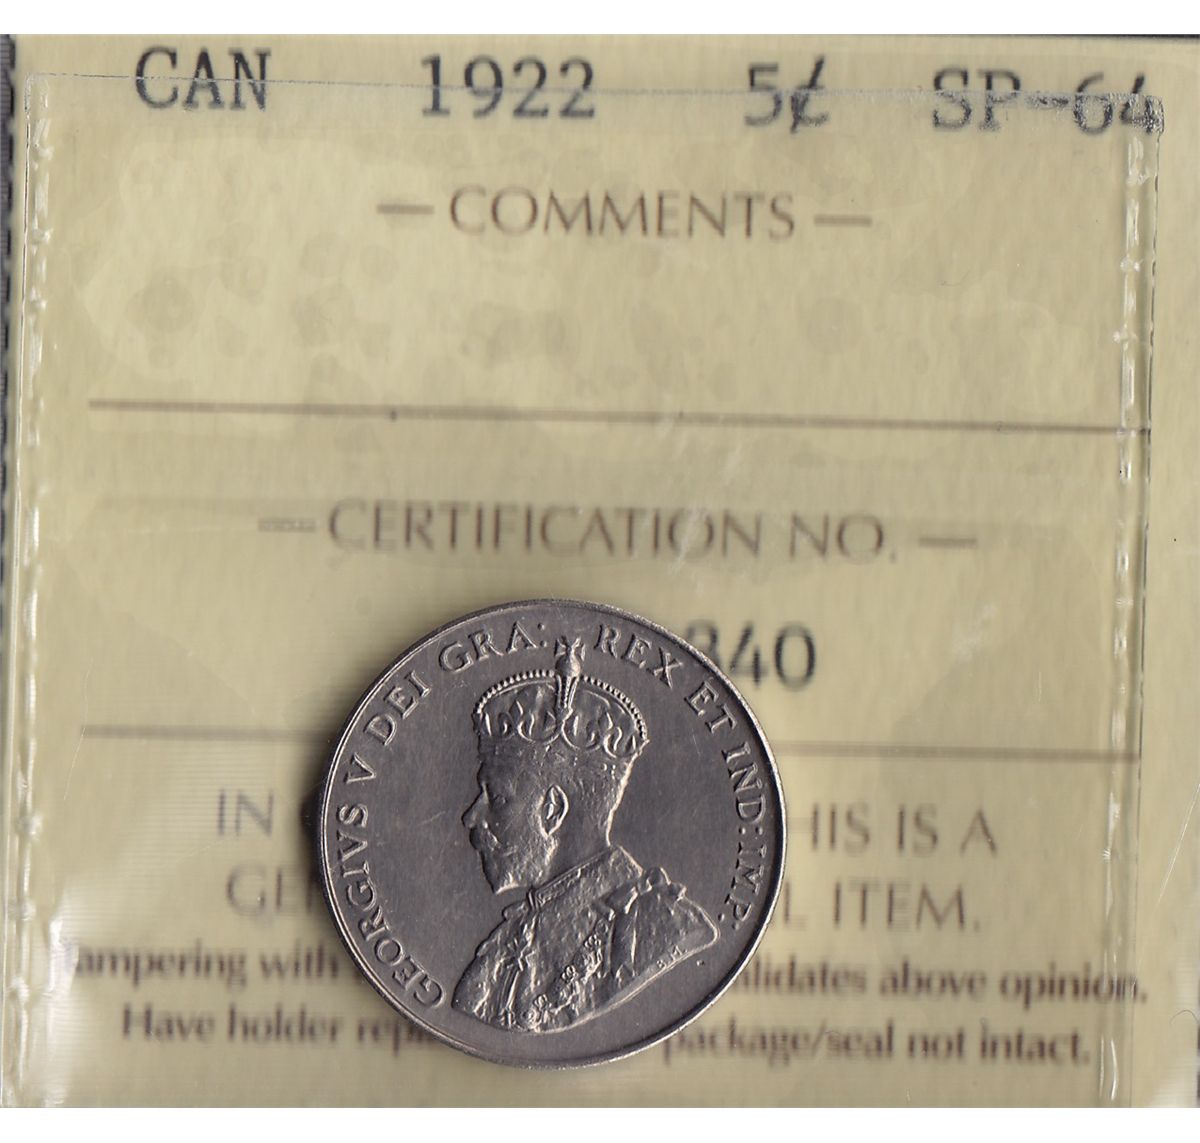 CAN 1922 5¢ SP-64
— COMMENTS —
— CERTIFICATION NO. —
840
IN HIS IS A
GE L ITEM.
ampering with lidates above opinion.
Have holder rep package/seal not intact.
GEORGIVS V DEI GRA: REX ET IND: IMP.
B.M.